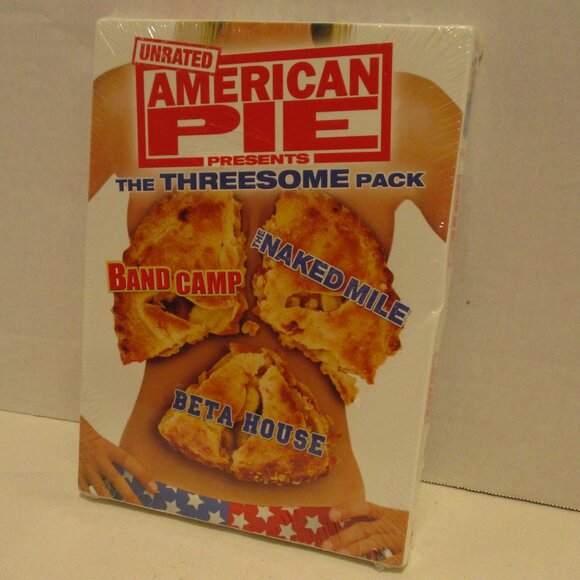 UNRATED
AMERICAN
PIE
PRESENTS
THE THREESOME PACK
BAND CAMP
THE NAKED MILE
BETA HOUSE